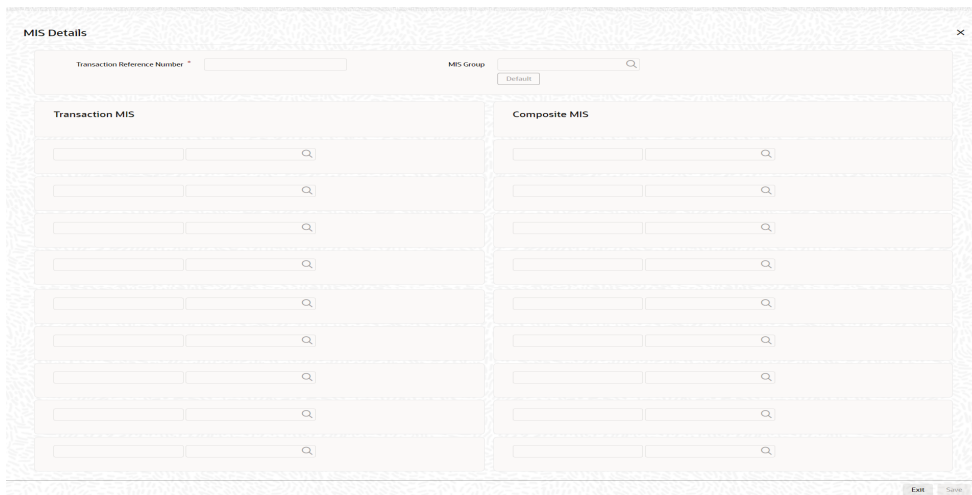 MIS Details
Transaction Reference Number *
MIS Group
Default
Transaction MIS
Composite MIS
Exit
Save